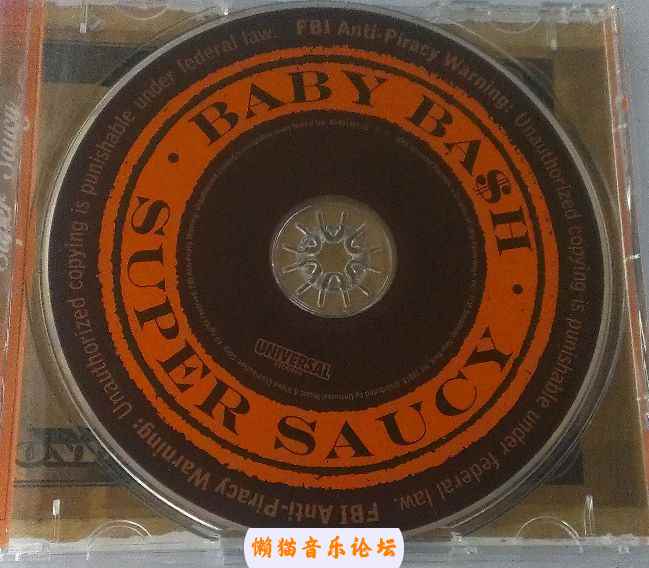 FBI Anti-Piracy Warning: Unauthorized copying is punishable under federal law.
FBI Anti-Piracy Warning: Unauthorized copying is punishable under federal law.
· BABY BA$H ·
SUPER SAUCY
UNIVERSAL
Super Saucy
懒猫音乐论坛